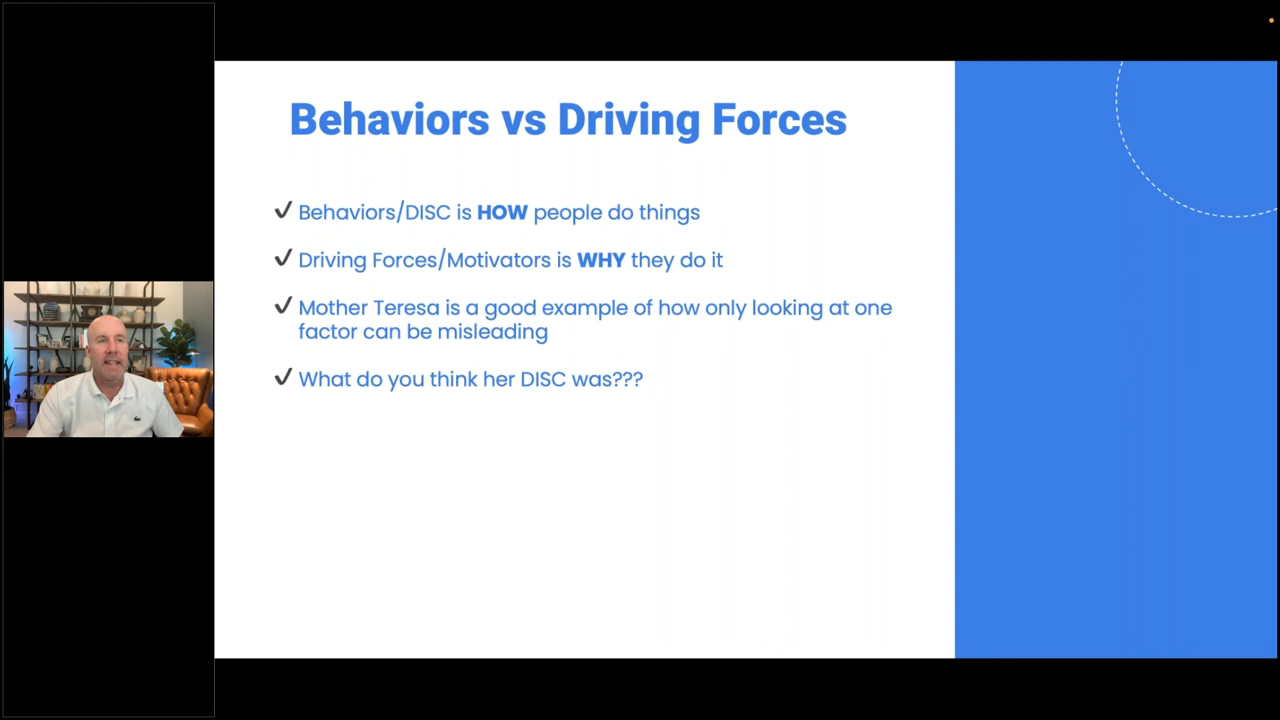 Behaviors vs Driving Forces
✓ Behaviors/DISC is HOW people do things
✓ Driving Forces/Motivators is WHY they do it
✓ Mother Teresa is a good example of how only looking at one
factor can be misleading
✓ What do you think her DISC was???